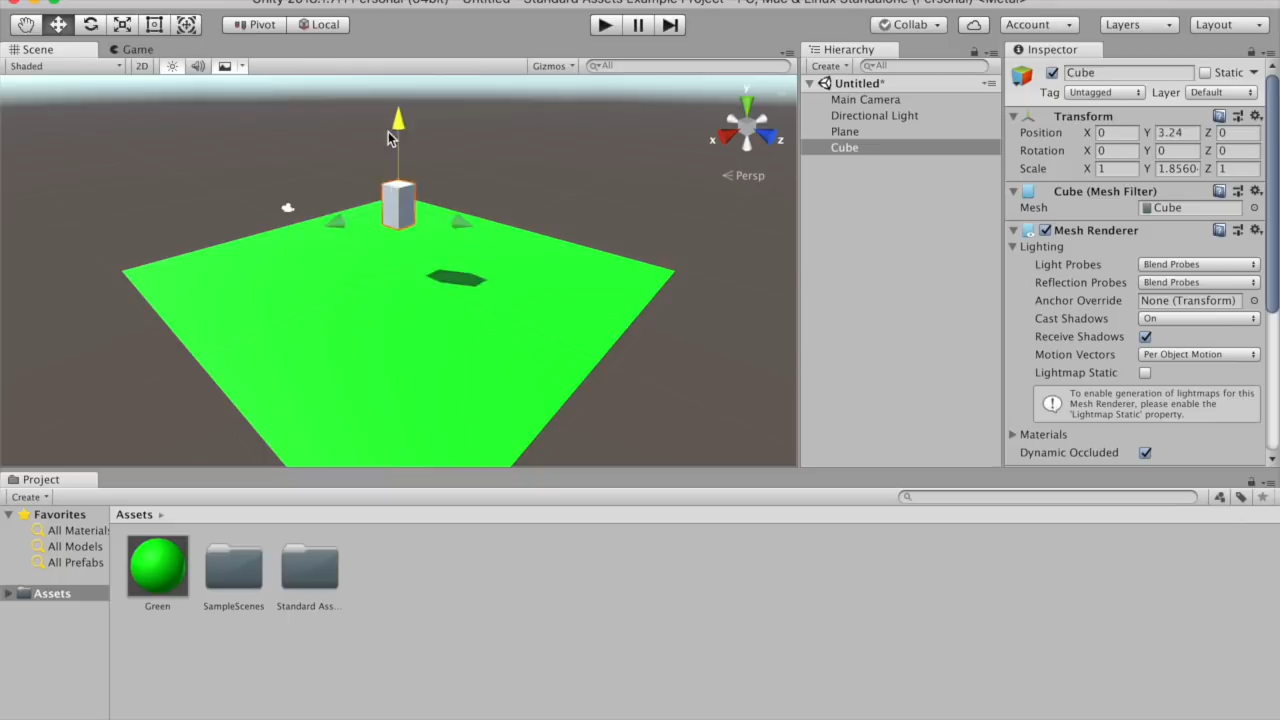 Unity 2018.1.7f1 Personal (64bit) - Untitled - Standard Assets Example Project - PC, Mac & Linux Standalone (Personal) <Metal>
Pivot Local Collab Account Layers Layout
Scene Game
Shaded 2D Gizmos All
Hierarchy
Create All
Untitled*
Main Camera
Directional Light
Plane
Cube
y
x
z
Persp
Inspector
Cube Static
Tag Untagged Layer Default
Transform
Position X 0 Y 3.24 Z 0
Rotation X 0 Y 0 Z 0
Scale X 1 Y 1.8560 Z 1
Cube (Mesh Filter)
Mesh Cube
Mesh Renderer
Lighting
Light Probes Blend Probes
Reflection Probes Blend Probes
Anchor Override None (Transform)
Cast Shadows On
Receive Shadows
Motion Vectors Per Object Motion
Lightmap Static
To enable generation of lightmaps for this
Mesh Renderer, please enable the
'Lightmap Static' property.
Materials
Dynamic Occluded
Project
Create
Favorites
All Materials
All Models
All Prefabs
Assets
Assets
Green
SampleScenes
Standard Ass...